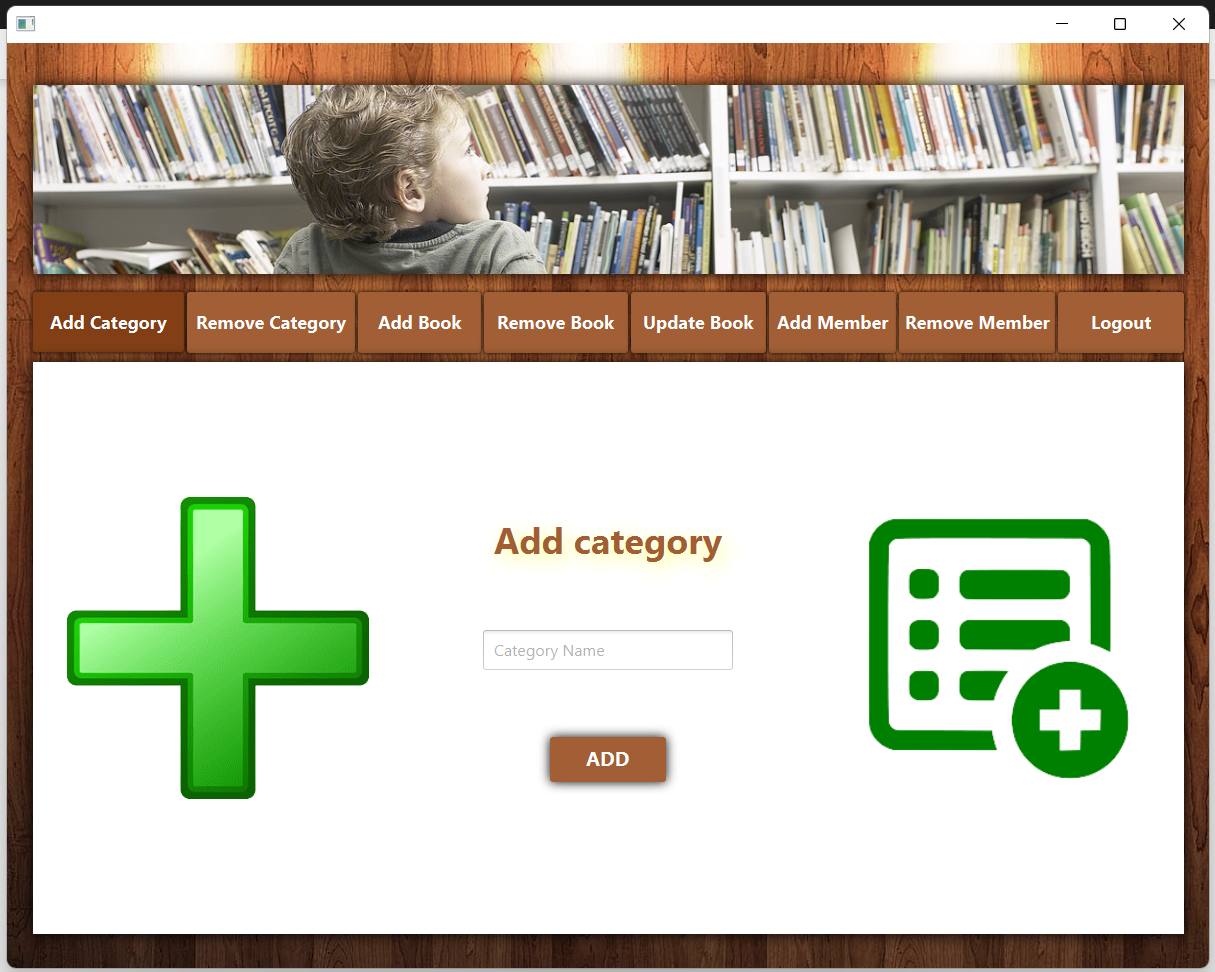 Add Category
Remove Category
Add Book
Remove Book
Update Book
Add Member
Remove Member
Logout
Add category
Category Name
ADD